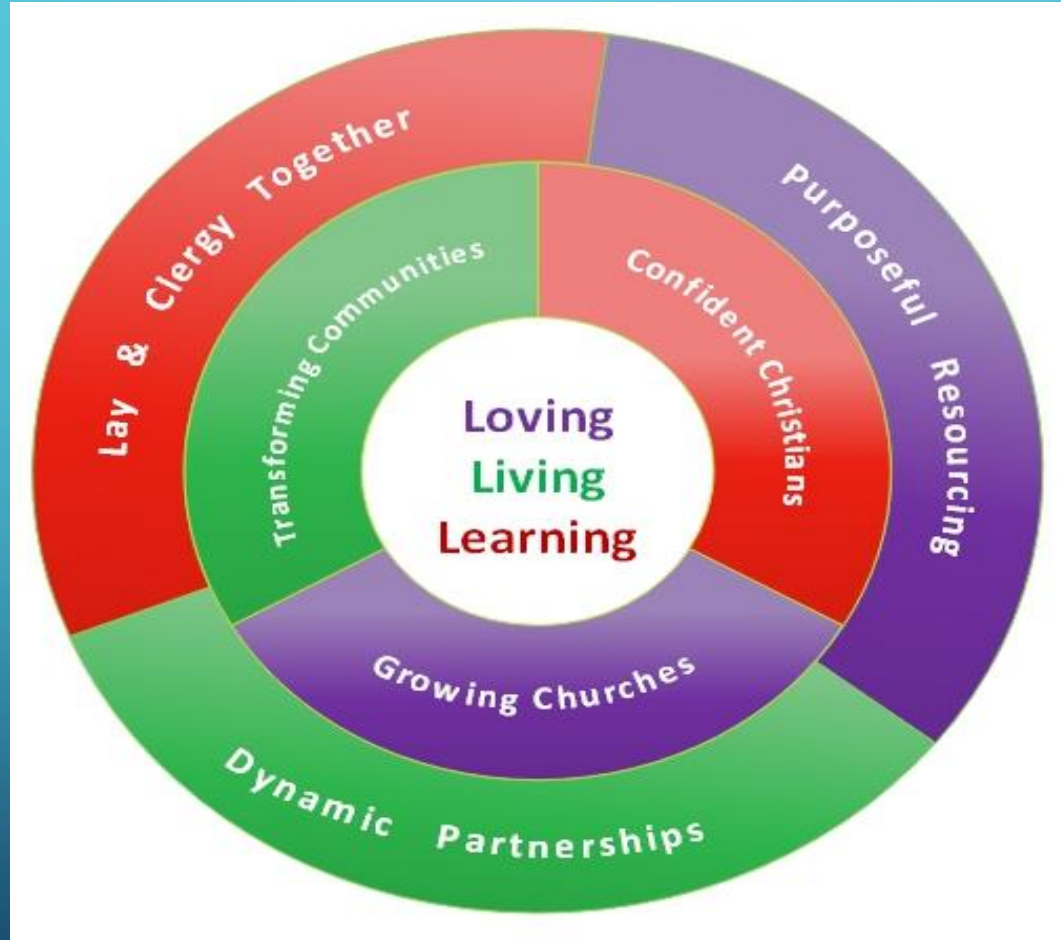 Lay & Clergy Together
Purposeful Resourcing
Transforming Communities
Confident Christians
Loving
Living
Learning
Growing Churches
Dynamic Partnerships